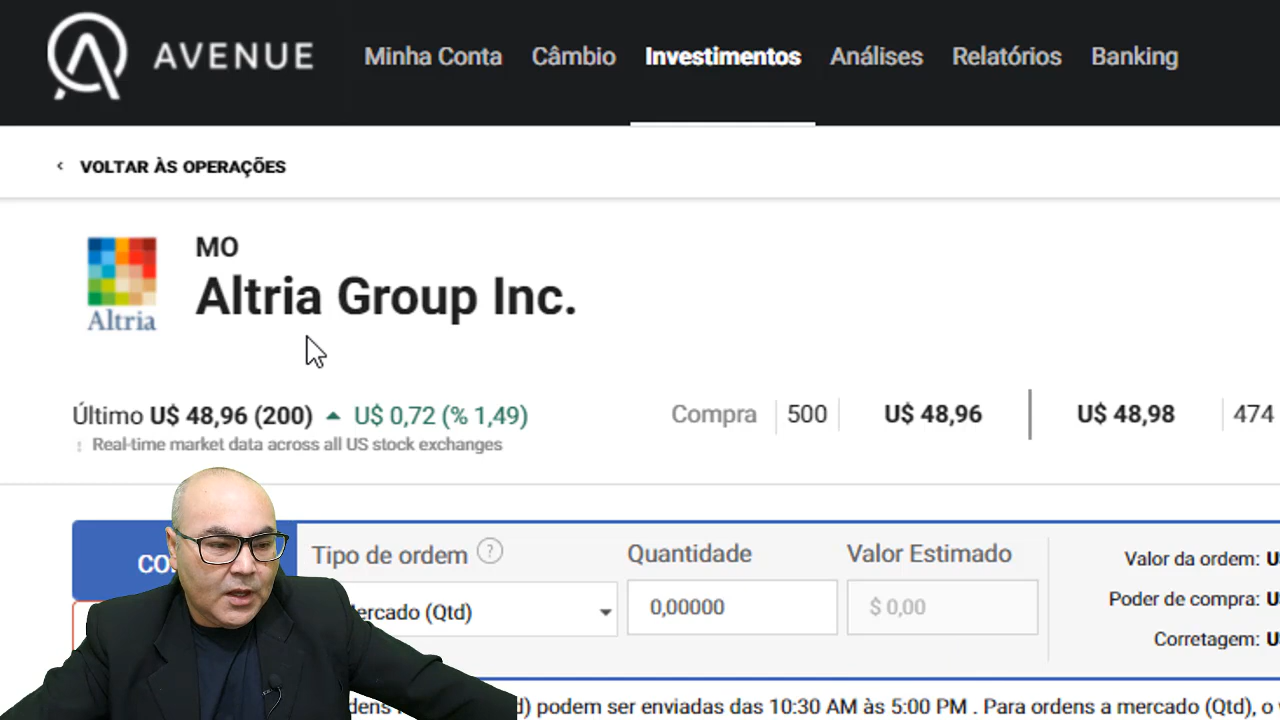 AVENUE Minha Conta Câmbio Investimentos Análises Relatórios Banking
‹ VOLTAR ÀS OPERAÇÕES
MO
Altria Group Inc.
Altria
Último U$ 48,96 (200) ▲ U$ 0,72 (% 1,49) Compra 500 U$ 48,96 U$ 48,98 474
Real-time market data across all US stock exchanges
Tipo de ordem ? Quantidade Valor Estimado Valor da ordem:
Mercado (Qtd) 0,00000 $ 0,00 Poder de compra:
Corretagem:
podem ser enviadas das 10:30 AM às 5:00 PM . Para ordens a mercado (Qtd), o